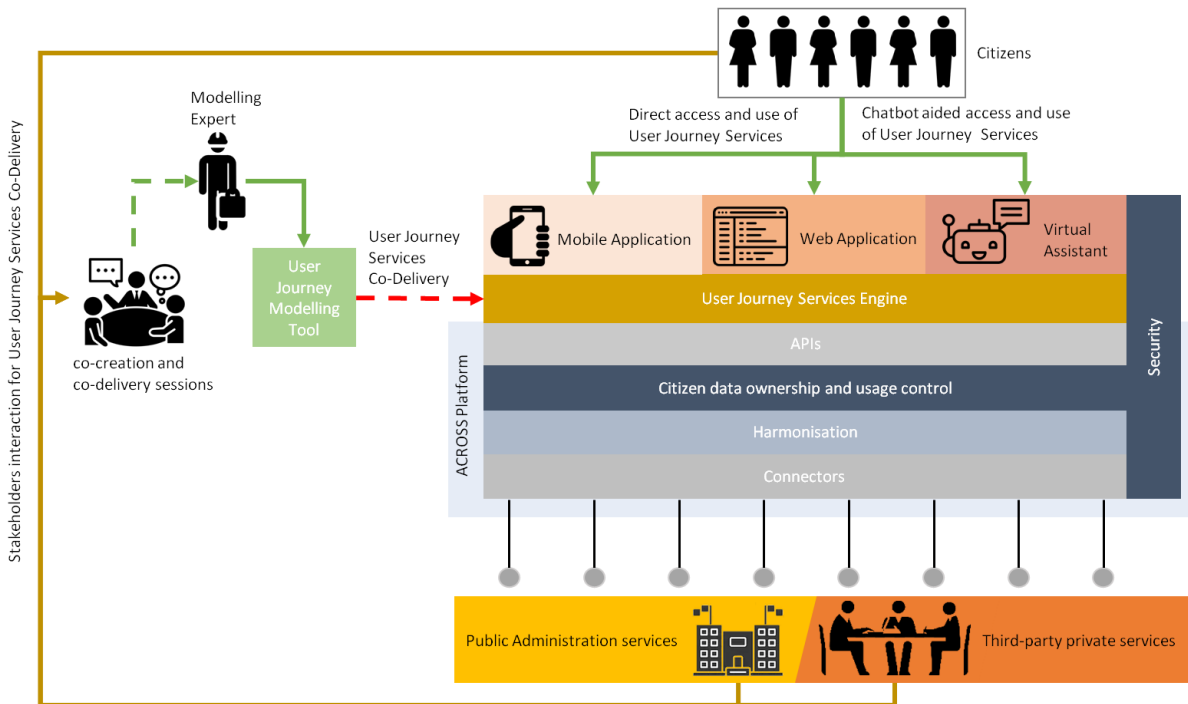 Citizens
Direct access and use of
User Journey Services
Chatbot aided access and use
of User Journey Services
Modelling
Expert
Stakeholders interaction for User Journey Services Co-Delivery
User
Journey
Modelling
Tool
User Journey
Services
Co-Delivery
co-creation and
co-delivery sessions
Mobile Application
Web Application
Virtual
Assistant
User Journey Services Engine
APIs
Citizen data ownership and usage control
Harmonisation
Connectors
Security
ACROSS Platform
Public Administration services
Third-party private services